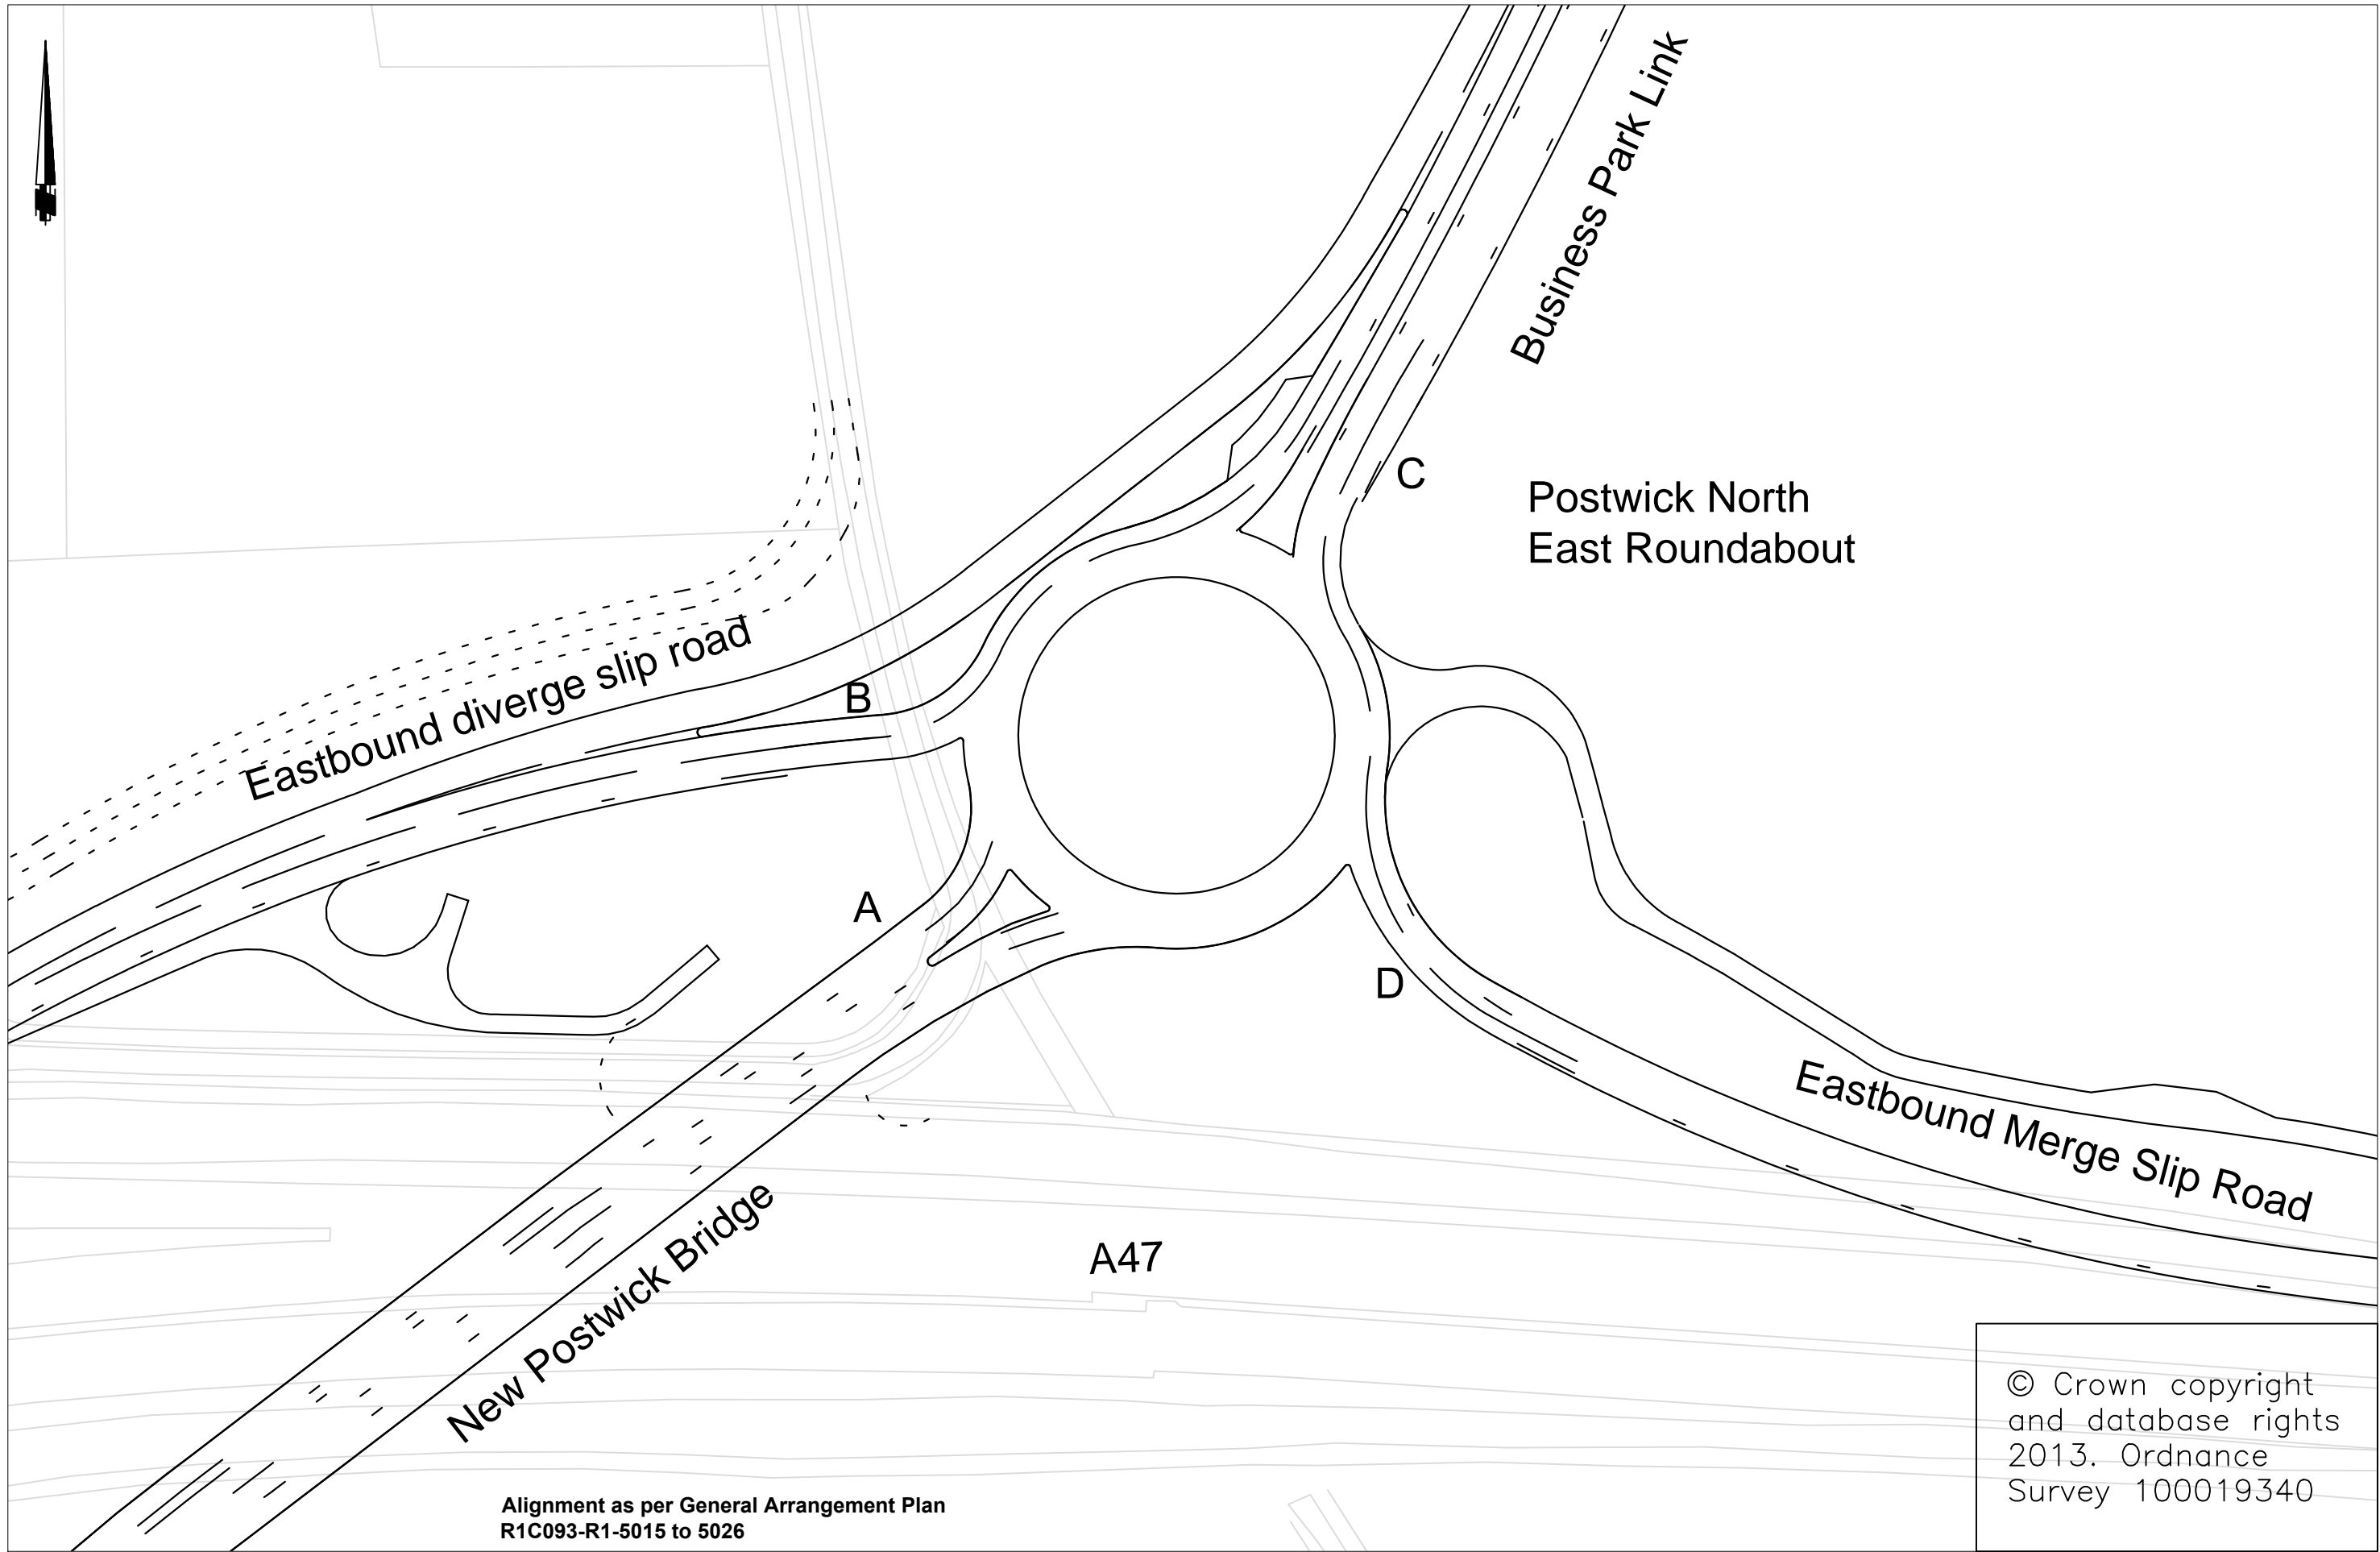 Business Park Link
C
Postwick North
East Roundabout
Eastbound diverge slip road
B
A
D
Eastbound Merge Slip Road
New Postwick Bridge
A47
© Crown copyright
and database rights
2013. Ordnance
Survey 100019340
Alignment as per General Arrangement Plan
R1C093-R1-5015 to 5026